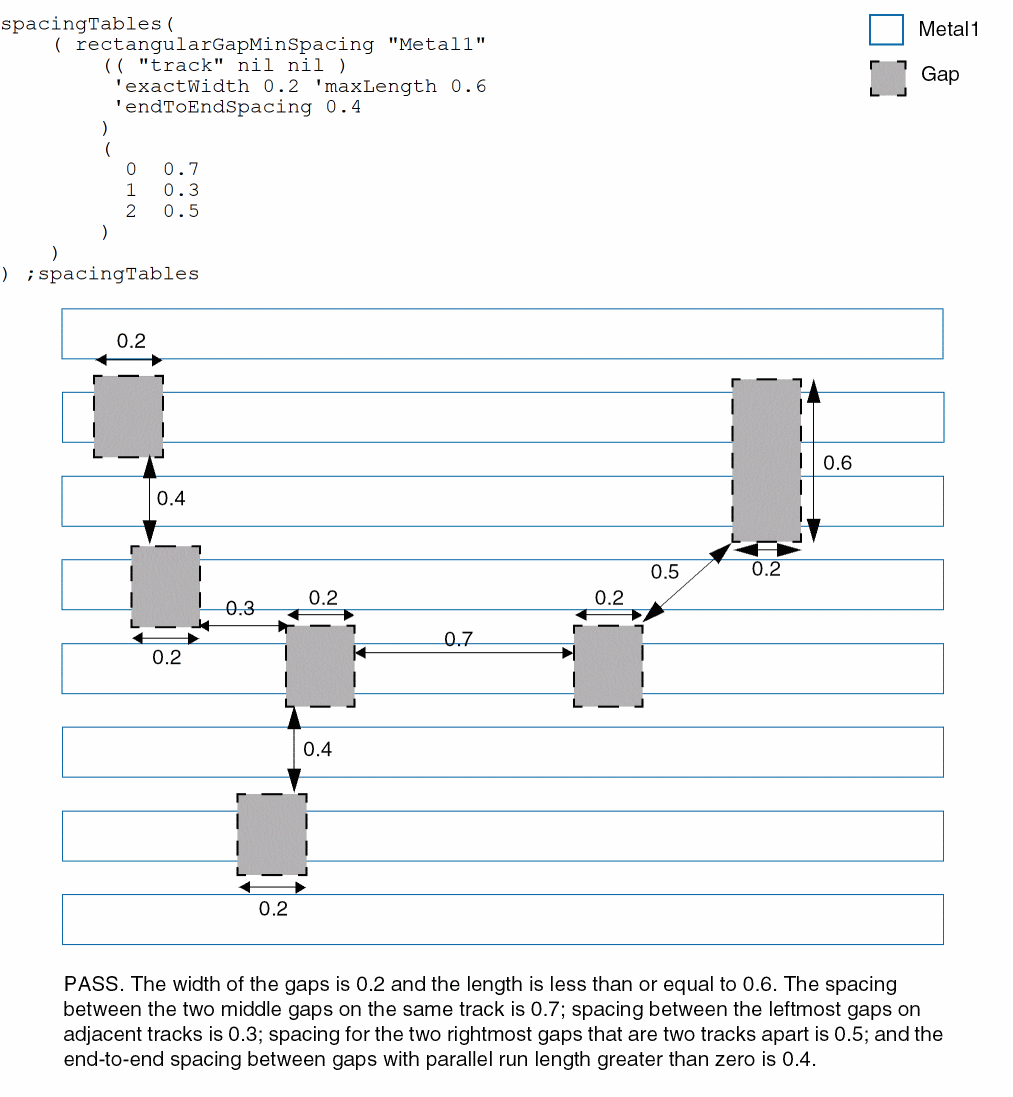 spacingTables(
( rectangularGapMinSpacing "Metal1"
(( "track" nil nil )
'exactWidth 0.2 'maxLength 0.6
'endToEndSpacing 0.4
)
(
0 0.7
1 0.3
2 0.5
)
)
) ;spacingTables
Metal1
Gap
0.2
0.6
0.4
0.5
0.2
0.3
0.2
0.2
0.7
0.2
0.4
0.2
PASS. The width of the gaps is 0.2 and the length is less than or equal to 0.6. The spacing
between the two middle gaps on the same track is 0.7; spacing between the leftmost gaps on
adjacent tracks is 0.3; spacing for the two rightmost gaps that are two tracks apart is 0.5; and the
end-to-end spacing between gaps with parallel run length greater than zero is 0.4.